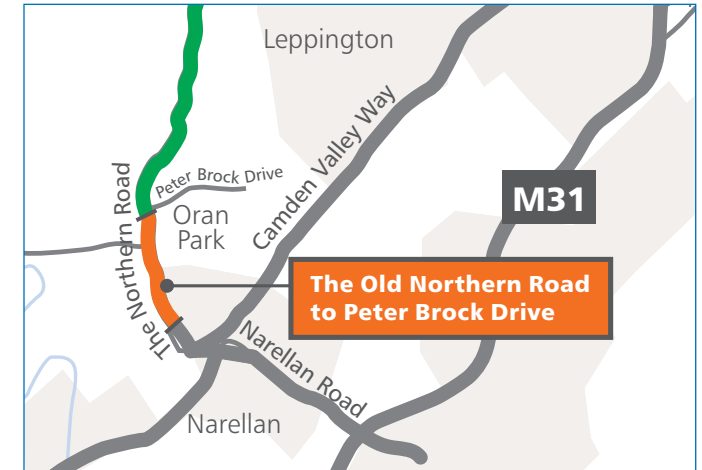 Leppington
Camden Valley Way
Peter Brock Drive
M31
The Northern Road
Oran
Park
The Old Northern Road
to Peter Brock Drive
Narellan Road
Narellan